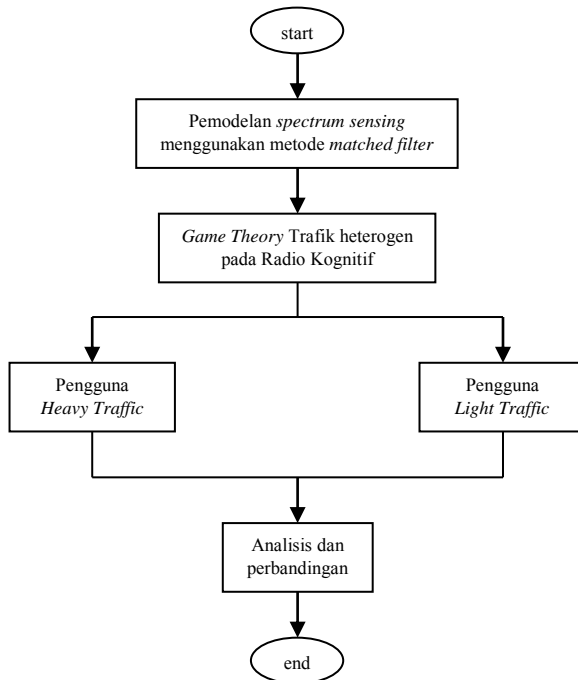 start
Pemodelan spectrum sensing
menggunakan metode matched filter
Game Theory Trafik heterogen
pada Radio Kognitif
Pengguna
Heavy Traffic
Pengguna
Light Traffic
Analisis dan
perbandingan
end